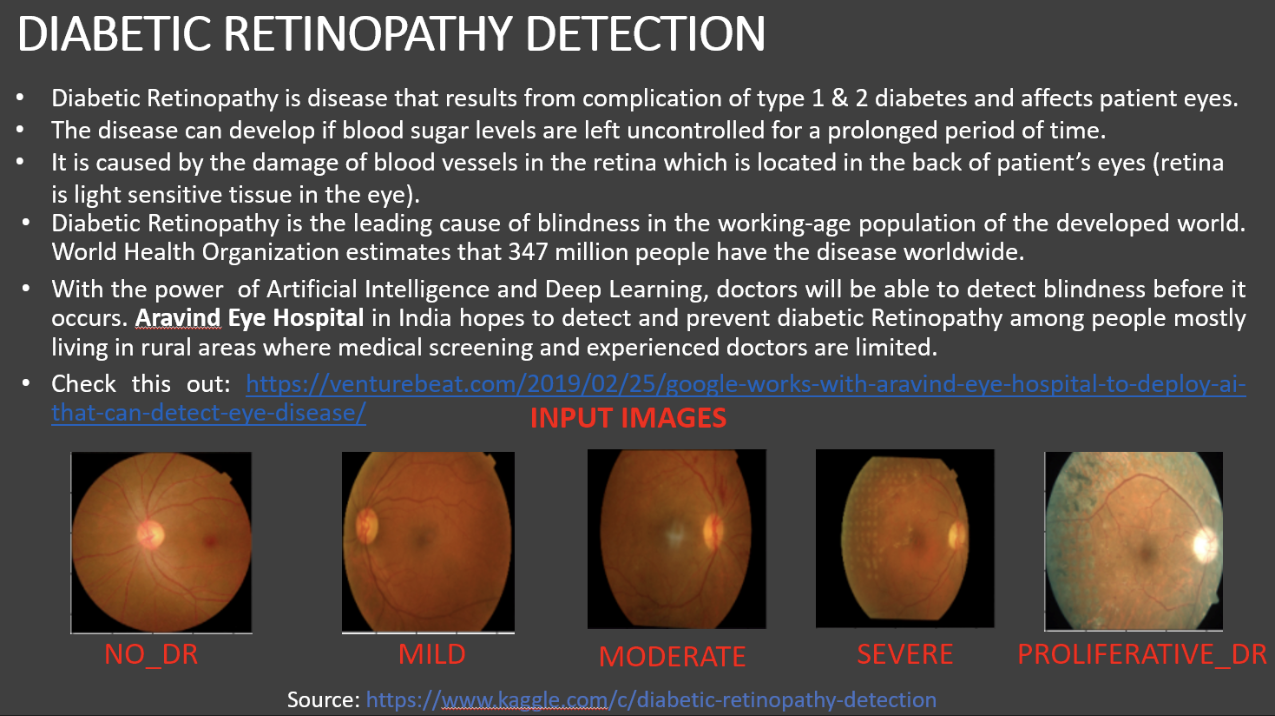 DIABETIC RETINOPATHY DETECTION
• Diabetic Retinopathy is disease that results from complication of type 1 & 2 diabetes and affects patient eyes.
• The disease can develop if blood sugar levels are left uncontrolled for a prolonged period of time.
• It is caused by the damage of blood vessels in the retina which is located in the back of patient's eyes (retina
is light sensitive tissue in the eye).
• Diabetic Retinopathy is the leading cause of blindness in the working-age population of the developed world.
World Health Organization estimates that 347 million people have the disease worldwide.
• With the power of Artificial Intelligence and Deep Learning, doctors will be able to detect blindness before it
occurs. Aravind Eye Hospital in India hopes to detect and prevent diabetic Retinopathy among people mostly
living in rural areas where medical screening and experienced doctors are limited.
• Check this out: https://venturebeat.com/2019/02/25/google-works-with-aravind-eye-hospital-to-deploy-ai-
that-can-detect-eye-disease/
INPUT IMAGES
NO_DR
MILD
MODERATE
SEVERE
PROLIFERATIVE_DR
Source: https://www.kaggle.com/c/diabetic-retinopathy-detection